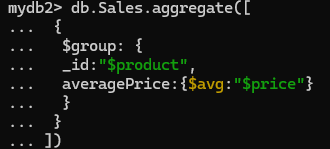 mydb2> db.Sales.aggregate([
...  {
...   $group: {
...   _id:"$product",
...   averagePrice:{$avg:"$price"}
...   }
...  }
... ])